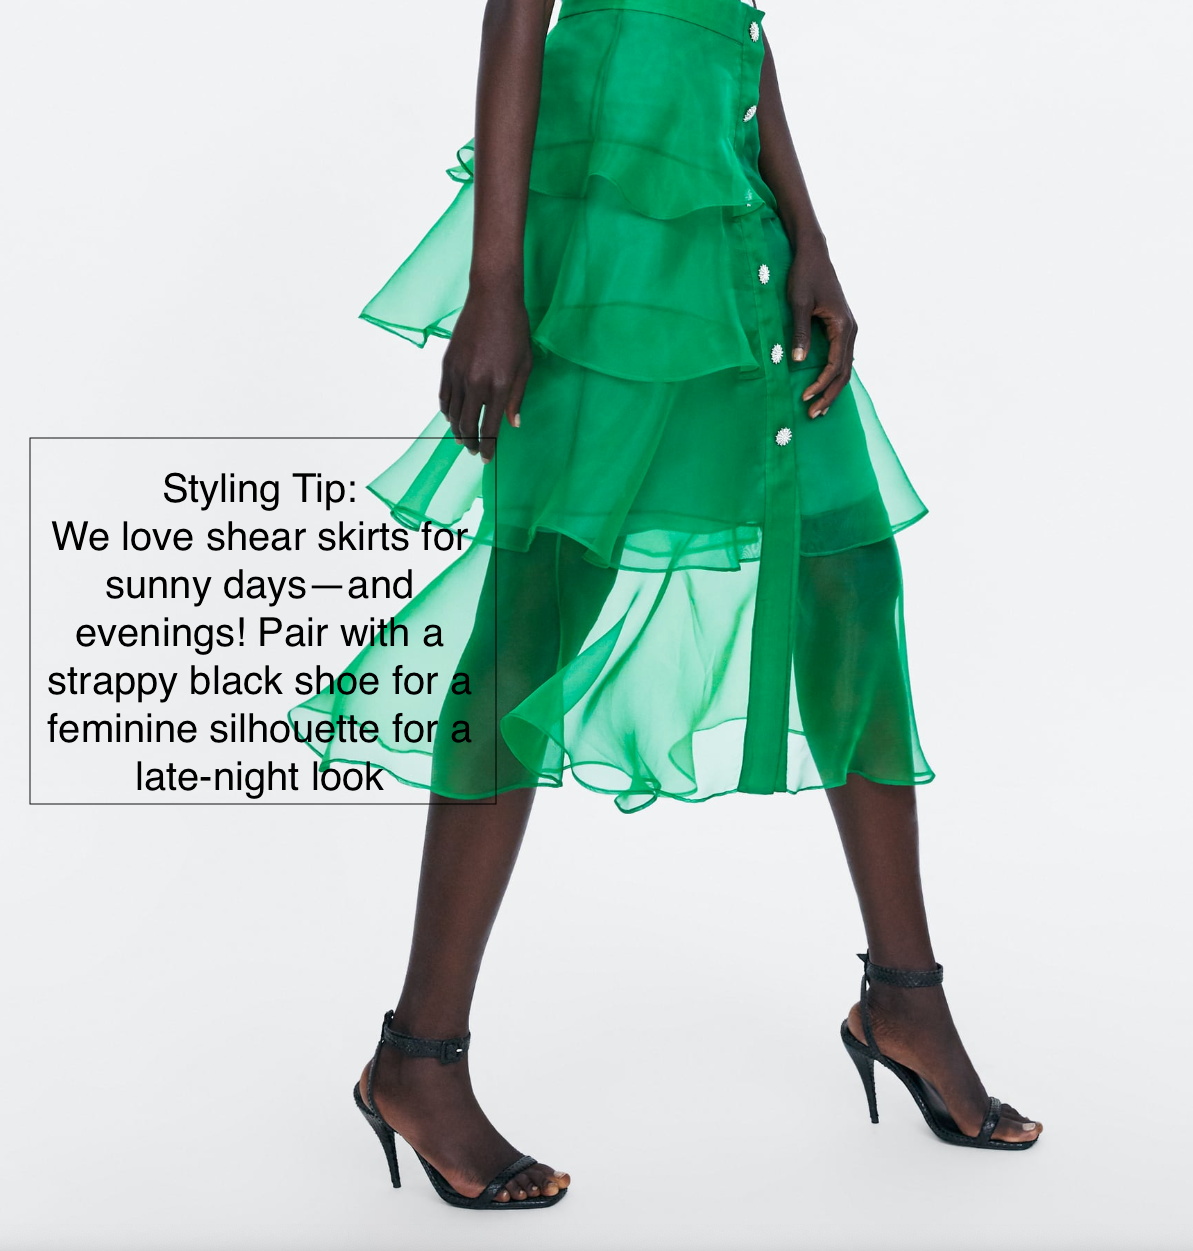 Styling Tip:
We love shear skirts for
sunny days—and
evenings! Pair with a
strappy black shoe for a
feminine silhouette for a
late-night look